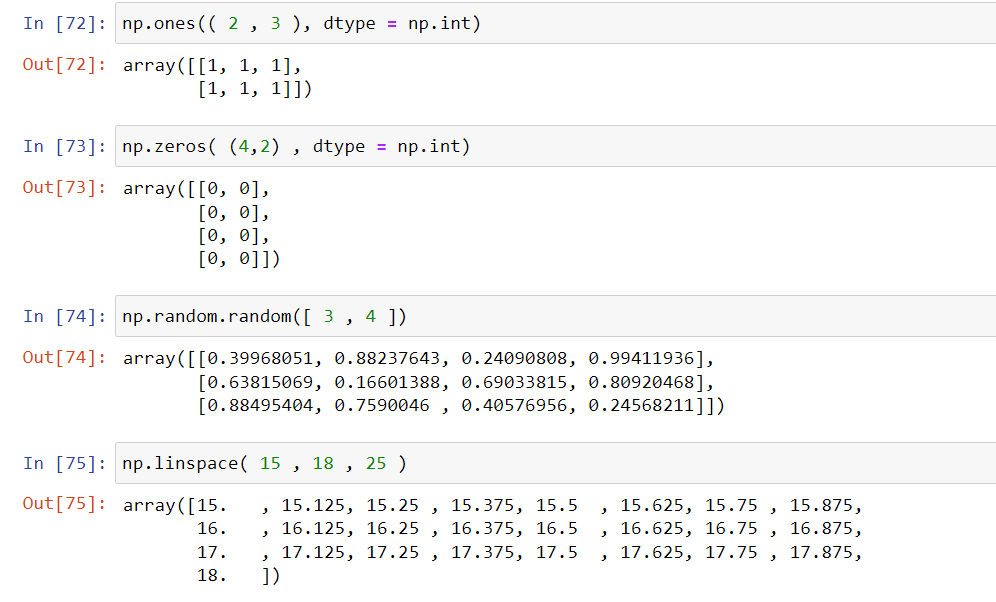 In [72]: np.ones(( 2 , 3 ), dtype = np.int)
Out[72]: array([[1, 1, 1],
       [1, 1, 1]])
In [73]: np.zeros( (4,2) , dtype = np.int)
Out[73]: array([[0, 0],
       [0, 0],
       [0, 0],
       [0, 0]])
In [74]: np.random.random([ 3 , 4 ])
Out[74]: array([[0.39968051, 0.88237643, 0.24090808, 0.99411936],
       [0.63815069, 0.16601388, 0.69033815, 0.80920468],
       [0.88495404, 0.7590046 , 0.40576956, 0.24568211]])
In [75]: np.linspace( 15 , 18 , 25 )
Out[75]: array([15.   , 15.125, 15.25 , 15.375, 15.5  , 15.625, 15.75 , 15.875,
       16.   , 16.125, 16.25 , 16.375, 16.5  , 16.625, 16.75 , 16.875,
       17.   , 17.125, 17.25 , 17.375, 17.5  , 17.625, 17.75 , 17.875,
       18.   ])